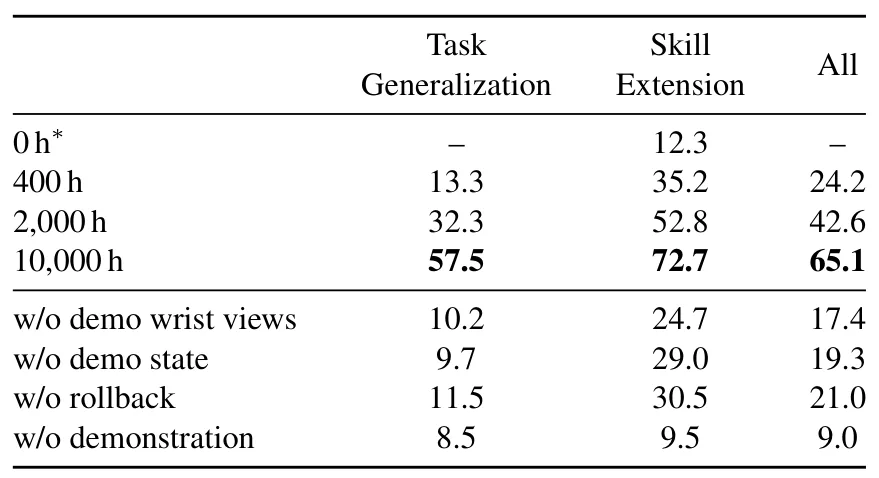 Task Generalization Skill Extension All
0 h* – 12.3 –
400 h 13.3 35.2 24.2
2,000 h 32.3 52.8 42.6
10,000 h 57.5 72.7 65.1
w/o demo wrist views 10.2 24.7 17.4
w/o demo state 9.7 29.0 19.3
w/o rollback 11.5 30.5 21.0
w/o demonstration 8.5 9.5 9.0